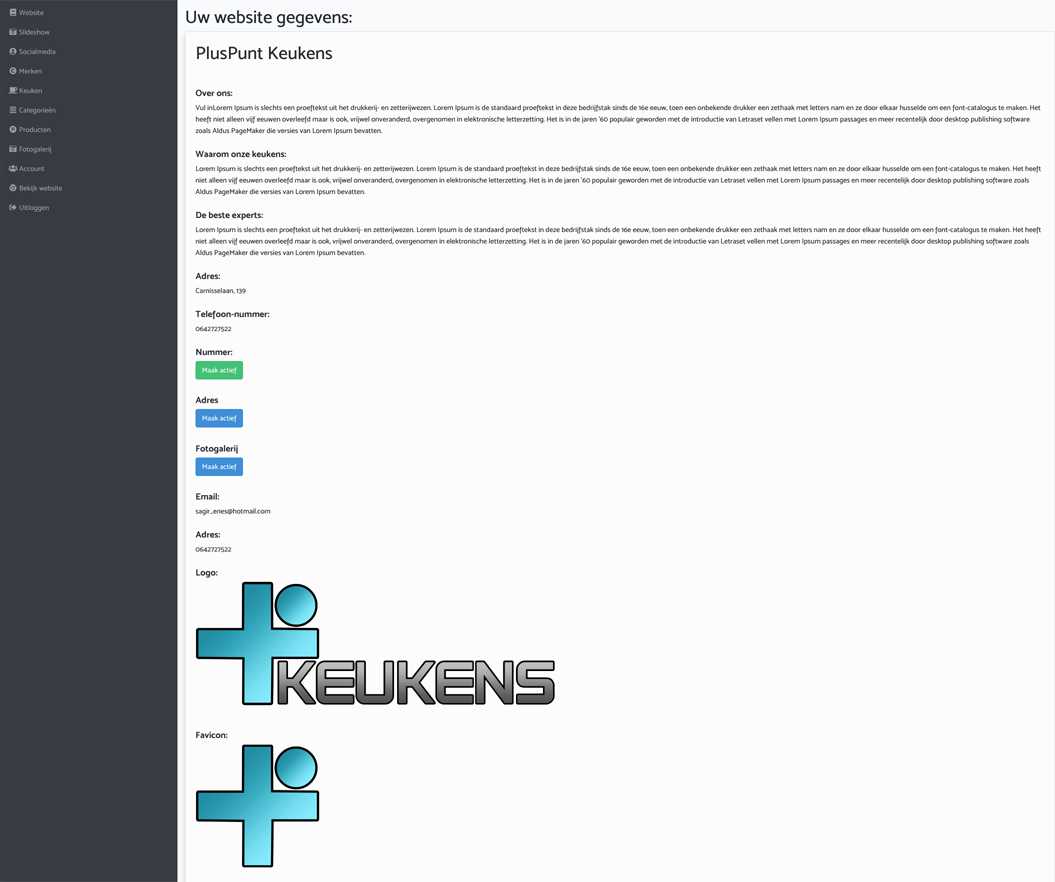 Website
Slideshow
Socialmedia
Merken
Keuken
Categorieën
Producten
Fotogalerij
Account
Bekijk website
Uitloggen
Uw website gegevens:
PlusPunt Keukens
Over ons:
Vul inLorem Ipsum is slechts een proeftekst uit het drukkerij- en zetterijwezen. Lorem Ipsum is de standaard proeftekst in deze bedrijfstak sinds de 16e eeuw, toen een onbekende drukker een zethaak met letters nam en ze door elkaar husselde om een font-catalogus te maken. Het
heeft niet alleen vijf eeuwen overleefd maar is ook, vrijwel onveranderd, overgenomen in elektronische letterzetting. Het is in de jaren '60 populair geworden met de introductie van Letraset vellen met Lorem Ipsum passages en meer recentelijk door desktop publishing software
zoals Aldus PageMaker die versies van Lorem Ipsum bevatten.
Waarom onze keukens:
Lorem Ipsum is slechts een proeftekst uit het drukkerij- en zetterijwezen. Lorem Ipsum is de standaard proeftekst in deze bedrijfstak sinds de 16e eeuw, toen een onbekende drukker een zethaak met letters nam en ze door elkaar husselde om een font-catalogus te maken. Het heeft
niet alleen vijf eeuwen overleefd maar is ook, vrijwel onveranderd, overgenomen in elektronische letterzetting. Het is in de jaren '60 populair geworden met de introductie van Letraset vellen met Lorem Ipsum passages en meer recentelijk door desktop publishing software zoals
Aldus PageMaker die versies van Lorem Ipsum bevatten.
De beste experts:
Lorem Ipsum is slechts een proeftekst uit het drukkerij- en zetterijwezen. Lorem Ipsum is de standaard proeftekst in deze bedrijfstak sinds de 16e eeuw, toen een onbekende drukker een zethaak met letters nam en ze door elkaar husselde om een font-catalogus te maken. Het heeft
niet alleen vijf eeuwen overleefd maar is ook, vrijwel onveranderd, overgenomen in elektronische letterzetting. Het is in de jaren '60 populair geworden met de introductie van Letraset vellen met Lorem Ipsum passages en meer recentelijk door desktop publishing software zoals
Aldus PageMaker die versies van Lorem Ipsum bevatten.
Adres:
Carnisselaan, 139
Telefoon-nummer:
0642727522
Nummer:
Maak actief
Adres
Maak actief
Fotogalerij
Maak actief
Email:
sagir_enes@hotmail.com
Adres:
0642727522
Logo:
KEUKENS
Favicon: